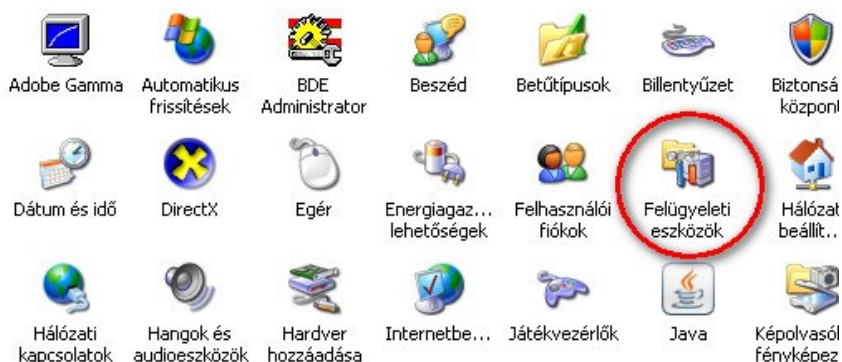 Adobe Gamma
Automatikus
frissítések
BDE
Administrator
Beszéd
Betűtípusok
Billentyűzet
Biztonsá
központ
Dátum és idő
DirectX
Egér
Energiagaz...
lehetőségek
Felhasználói
fiókok
Felügyeleti
eszközök
Hálózat
beállít..
Hálózati
kapcsolatok
Hangok és
audioeszközök
Hardver
hozzáadása
Internetbe...
Játékvezérlők
Java
Képolvasól
fényképez